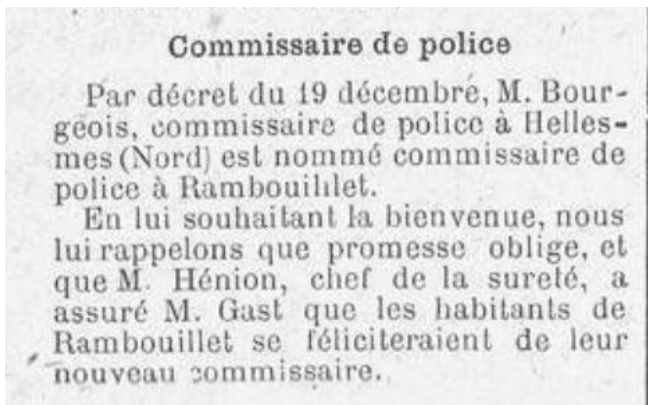 Commissaire de police
Par décret du 19 décembre, M. Bour-
geois, commissaire de police à Helles-
mes (Nord) est nommé commissaire de
police à Rambouihlet.
En lui souhaitant la bienvenue, nous
lui rappelons que promesse oblige, et
que M. Hénion, chef de la sureté, a
assuré M. Gast que les habitants de
Rambouillet se féliciteraient de leur
nouveau commissaire.